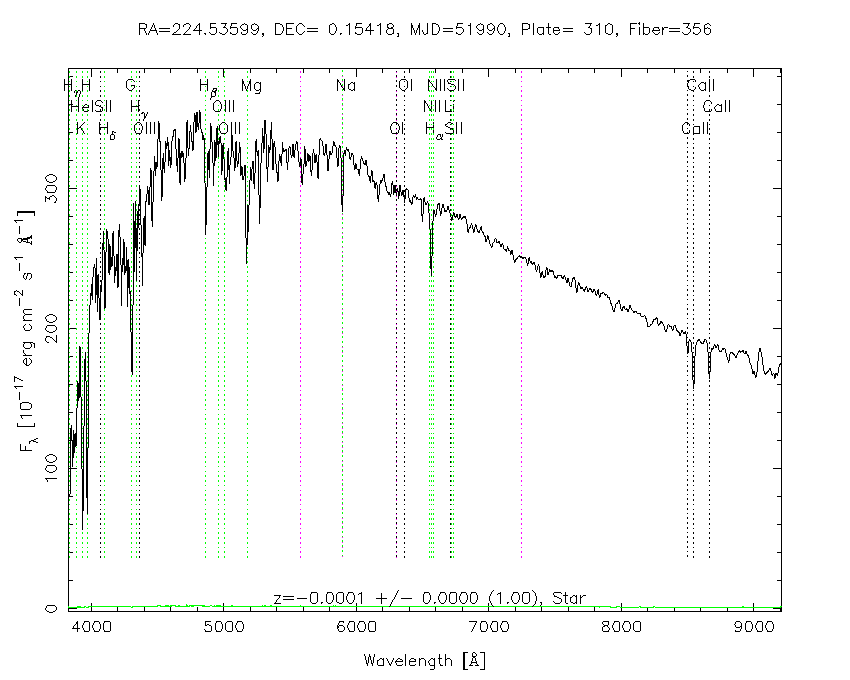 RA=224.53599, DEC= 0.15418, MJD=51990, Plate= 310, Fiber=356
Hη H G Hβ Mg Na OI NII SII CaII
HeI SII Hγ OIII NII Li CaII
K Hδ OIII OIII OI Hα SII CaII
Fλ [10−17 erg cm−2 s−1 Å−1]
300
200
100
0
z=−0.0001 +/− 0.0000 (1.00), Star
4000 5000 6000 7000 8000 9000
Wavelength [Å]